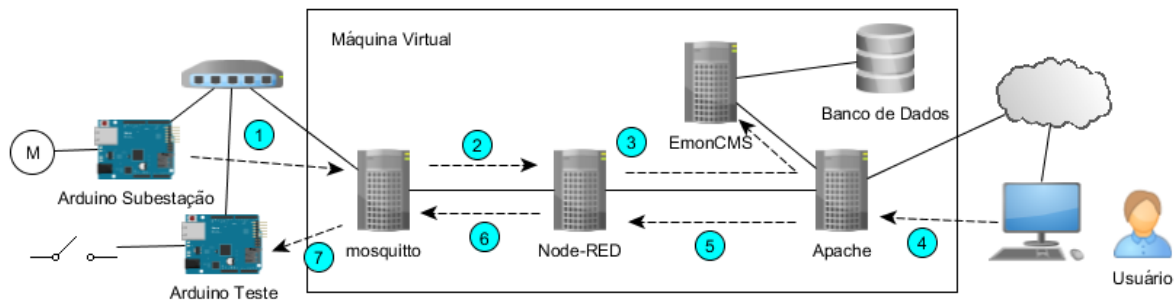 Máquina Virtual
Banco de Dados
EmonCMS
1
2
3
M
Arduino Subestação
mosquitto
Node-RED
Apache
4
5
6
7
Arduino Teste
Usuário